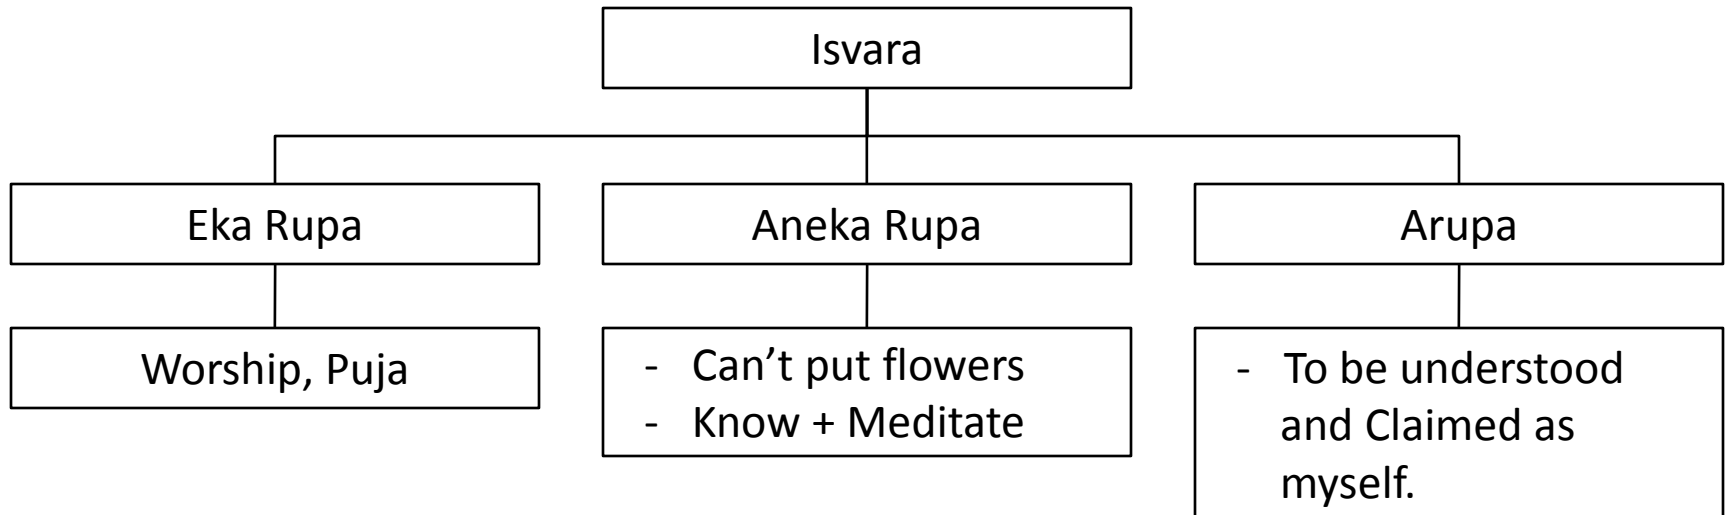 Isvara
Eka Rupa
Aneka Rupa
Arupa
Worship, Puja
- Can’t put flowers
- Know + Meditate
- To be understood
and Claimed as
myself.